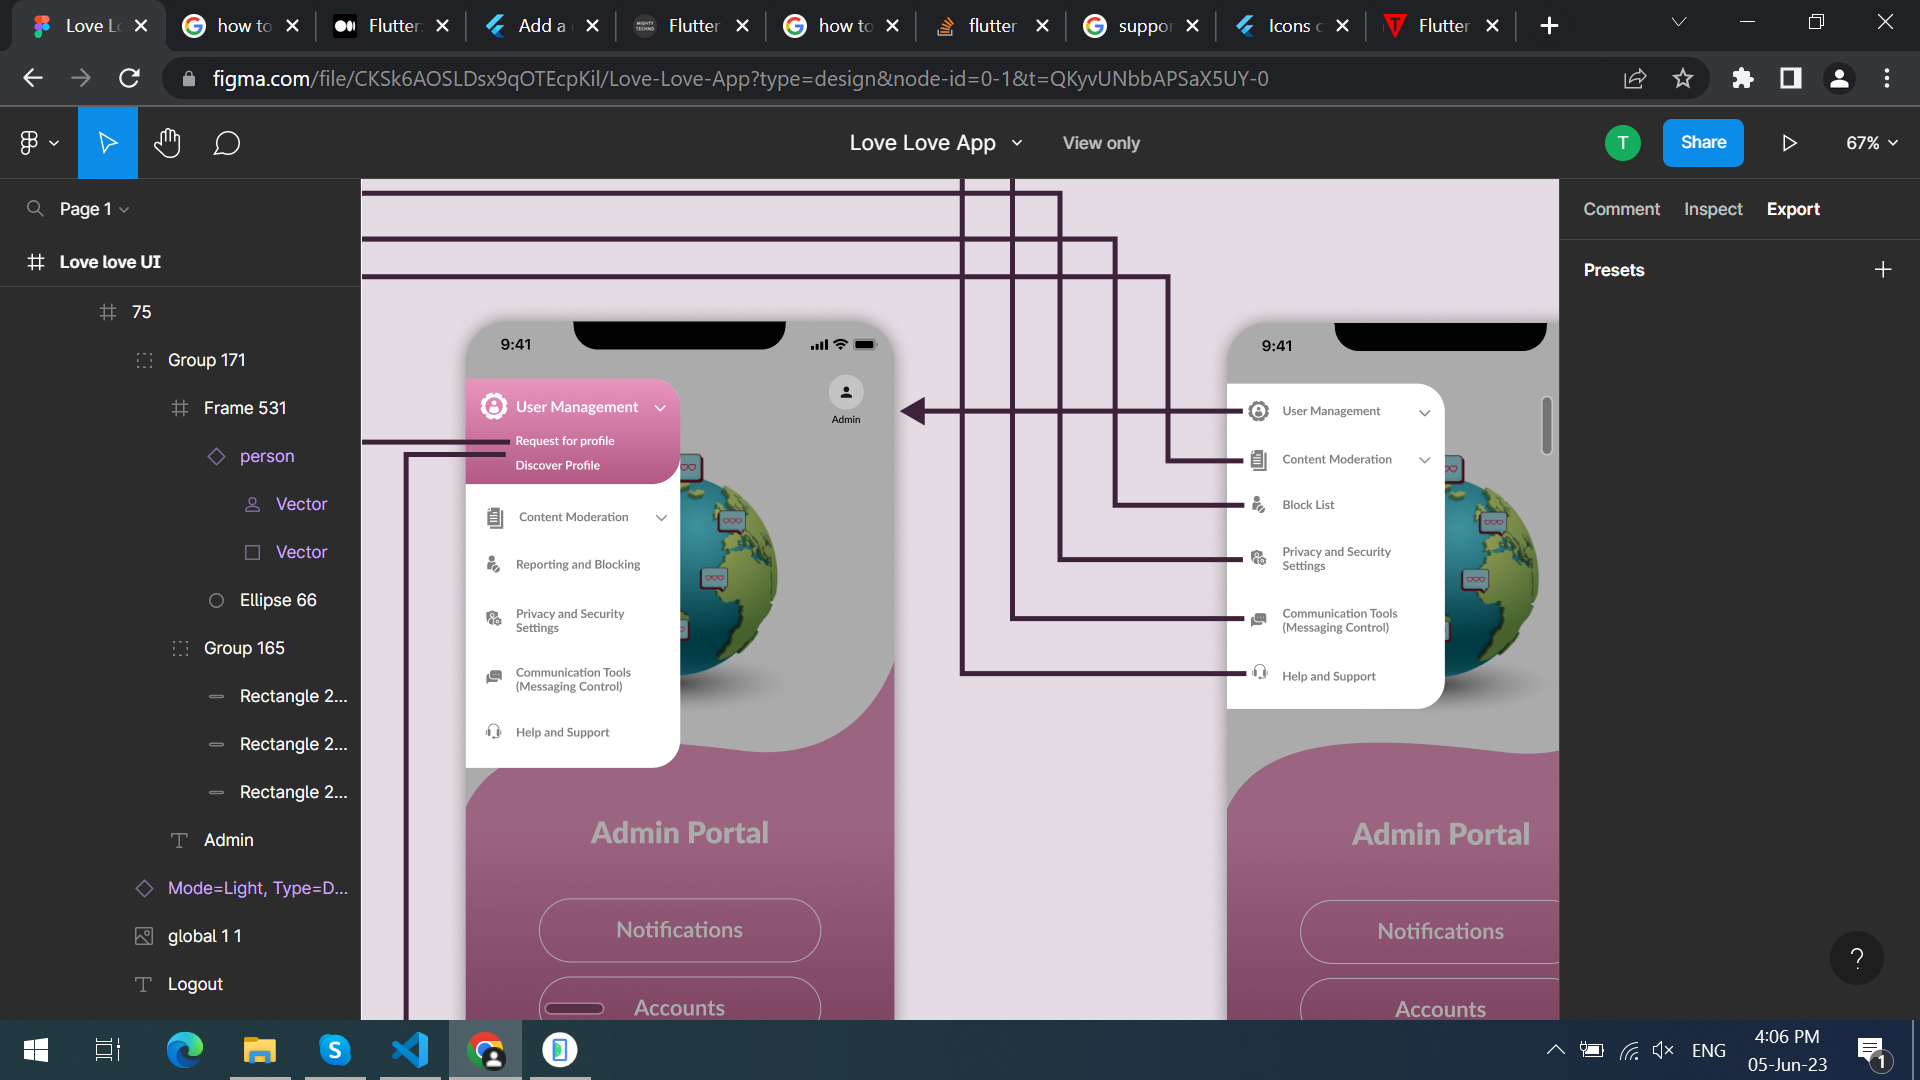 Love Lo
how to
Flutter:
Add a
Flutter
how to
flutter
suppor
Icons c
Flutter
figma.com/file/CKSk6AOSLDsx9qOTEcpKil/Love-Love-App?type=design&node-id=0-1&t=QKyvUNbbAPSaX5UY-0
Love Love App
View only
T
Share
67%
Page 1
Love love UI
75
Group 171
Frame 531
person
Vector
Vector
Ellipse 66
Group 165
Rectangle 2...
Rectangle 2...
Rectangle 2...
Admin
Mode=Light, Type=D...
global 1 1
Logout
9:41
Admin
User Management
Request for profile
Discover Profile
Content Moderation
Reporting and Blocking
Privacy and Security
Settings
Communication Tools
(Messaging Control)
Help and Support
Admin Portal
Notifications
Accounts
9:41
User Management
Content Moderation
Block List
Privacy and Security
Settings
Communication Tools
(Messaging Control)
Help and Support
Admin Portal
Notifications
Accounts
Comment
Inspect
Export
Presets
?
ENG
4:06 PM
05-Jun-23
1